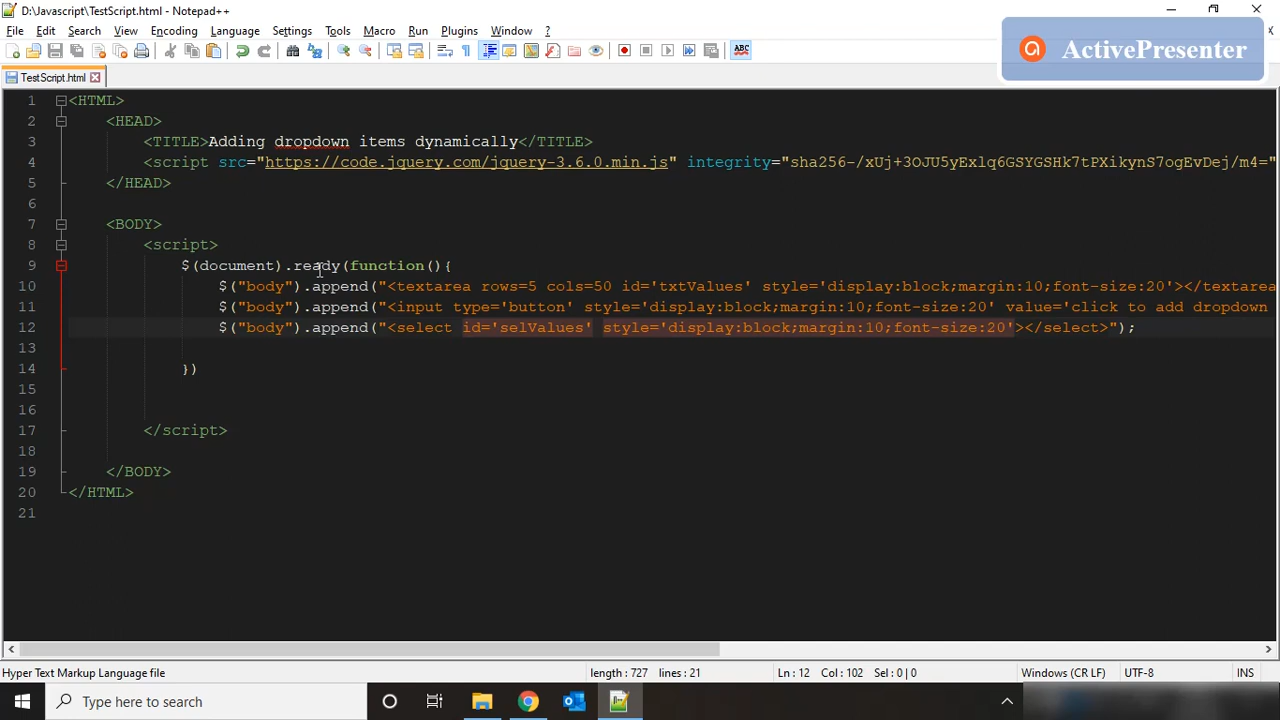 D:\Javascript\TestScript.html - Notepad++
File Edit Search View Encoding Language Settings Tools Macro Run Plugins Window ?
ActivePresenter
ABC
TestScript.html
1 <HTML>
2 <HEAD>
3 <TITLE>Adding dropdown items dynamically</TITLE>
4 <script src="https://code.jquery.com/jquery-3.6.0.min.js" integrity="sha256-/xUj+3OJU5yExlq6GSYGSHk7tPXikynS7ogEvDej/m4="
5 </HEAD>
6
7 <BODY>
8 <script>
9 $(document).ready(function(){
10 $("body").append("<textarea rows=5 cols=50 id='txtValues' style='display:block;margin:10;font-size:20'></textarea
11 $("body").append("<input type='button' style='display:block;margin:10;font-size:20' value='click to add dropdown
12 $("body").append("<select id='selValues' style='display:block;margin:10;font-size:20'></select>");
13
14 })
15
16
17 </script>
18
19 </BODY>
20 </HTML>
21
Hyper Text Markup Language file length : 727 lines : 21 Ln : 12 Col : 102 Sel : 0 | 0 Windows (CR LF) UTF-8 INS
Type here to search